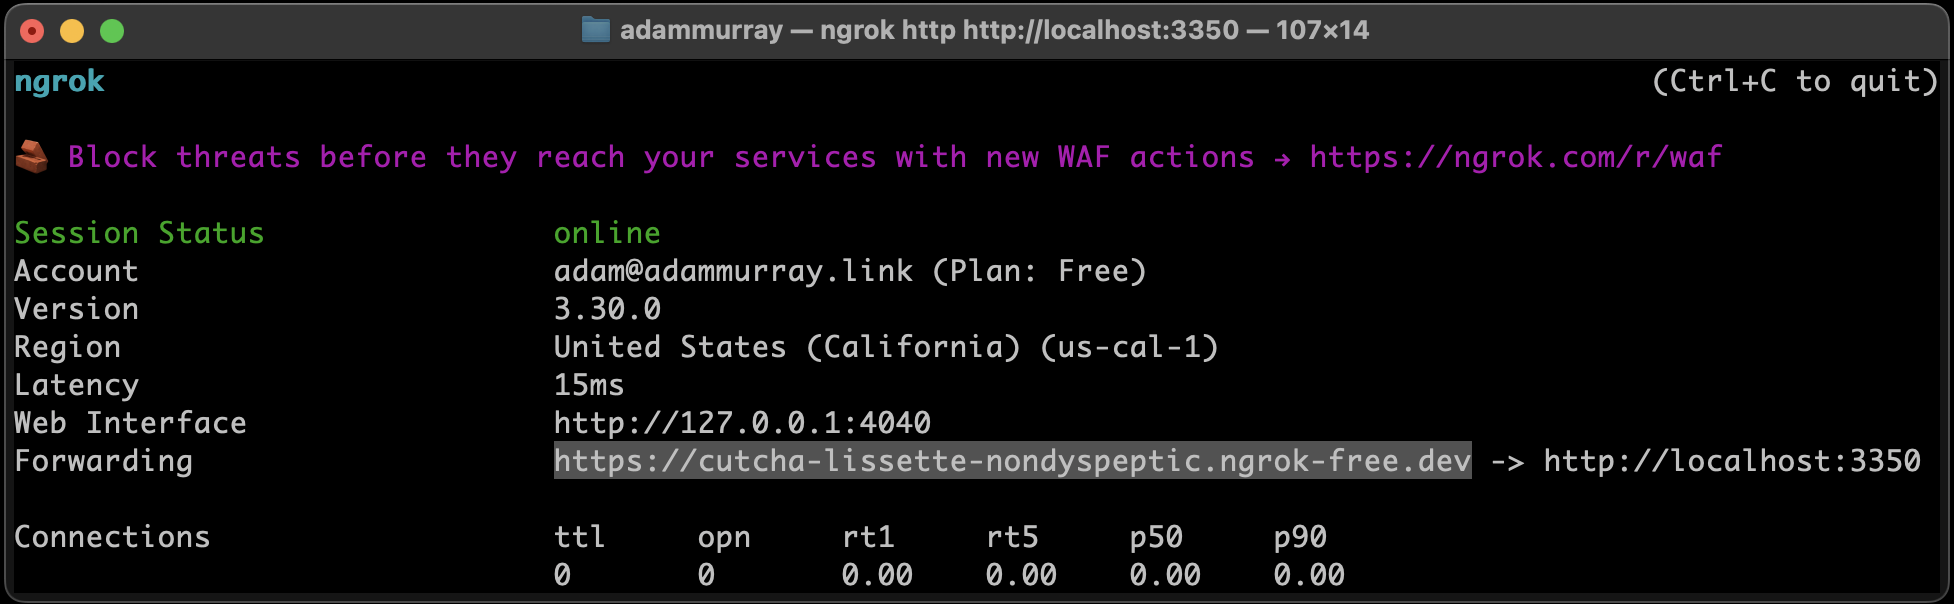 adammurray — ngrok http http://localhost:3350 — 107×14
ngrok (Ctrl+C to quit)
Block threats before they reach your services with new WAF actions → https://ngrok.com/r/waf
Session Status online
Account adam@adammurray.link (Plan: Free)
Version 3.30.0
Region United States (California) (us-cal-1)
Latency 15ms
Web Interface http://127.0.0.1:4040
Forwarding https://cutcha-lissette-nondyspeptic.ngrok-free.dev -> http://localhost:3350
Connections ttl opn rt1 rt5 p50 p90
0 0 0.00 0.00 0.00 0.00